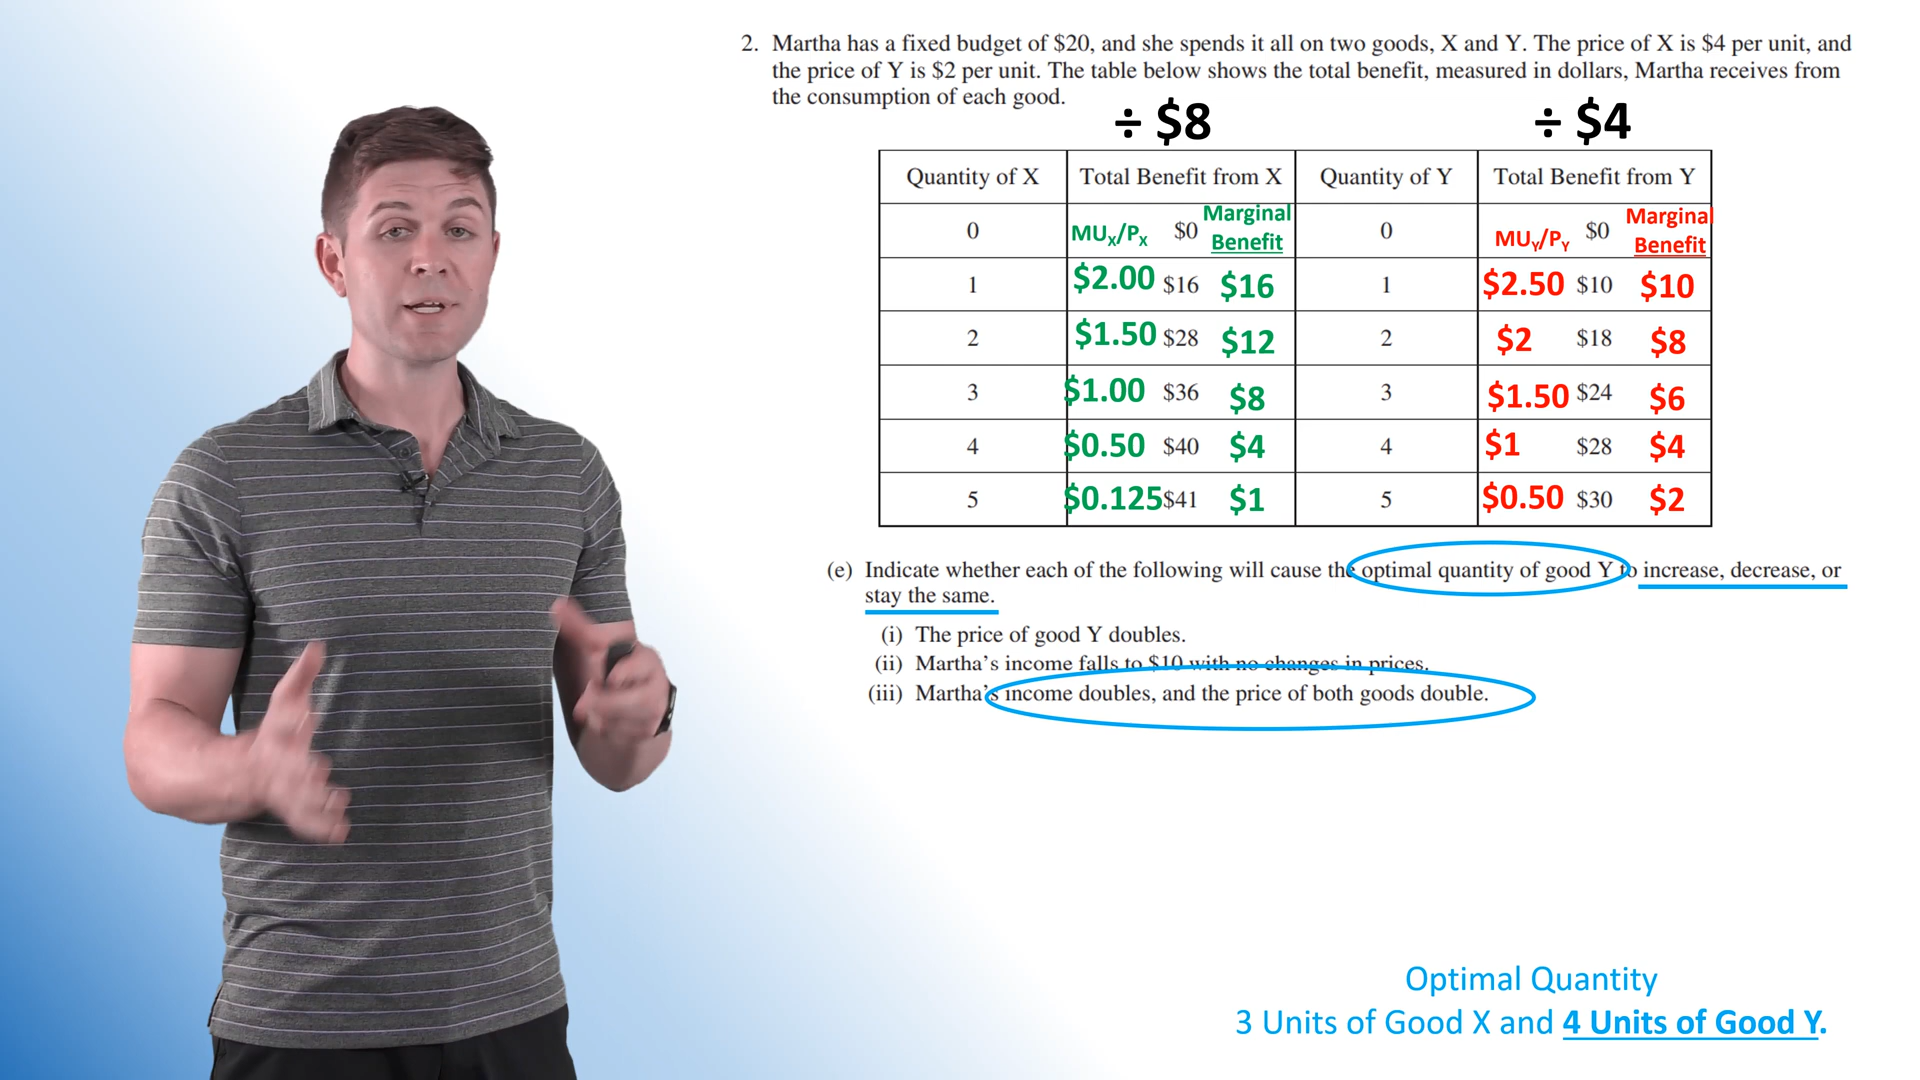 2. Martha has a fixed budget of $20, and she spends it all on two goods, X and Y. The price of X is $4 per unit, and
the price of Y is $2 per unit. The table below shows the total benefit, measured in dollars, Martha receives from
the consumption of each good.
÷ $8 ÷ $4
Quantity of X Total Benefit from X Quantity of Y Total Benefit from Y
0 MUX/PX $0 Marginal Benefit 0 MUY/PY $0 Marginal Benefit
1 $2.00 $16 $16 1 $2.50 $10 $10
2 $1.50 $28 $12 2 $2 $18 $8
3 $1.00 $36 $8 3 $1.50 $24 $6
4 $0.50 $40 $4 4 $1 $28 $4
5 $0.125 $41 $1 5 $0.50 $30 $2
(e) Indicate whether each of the following will cause the optimal quantity of good Y to increase, decrease, or
stay the same.
(i) The price of good Y doubles.
(ii) Martha's income falls to $10 with no changes in prices.
(iii) Martha's income doubles, and the price of both goods double.
Optimal Quantity
3 Units of Good X and 4 Units of Good Y.